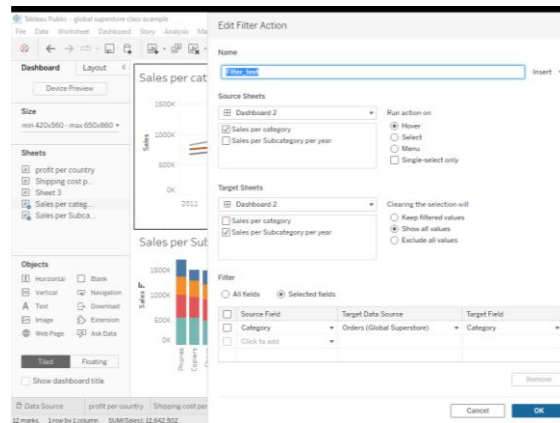 Tableau Public - global superstore class example
File Data Worksheet Dashboard Story Analysis Ma
Dashboard Layout
Device Preview
Size
min 420x560 - max 650x860
Sheets
profit per country
Shipping cost p...
Sheet 3
Sales per categ...
Sales per Subca...
Objects
Horizontal Blank
Vertical Navigation
Text Download
Image Extension
Web Page Ask Data
Tiled Floating
Show dashboard title
Data Source profit per country Shipping cost per
12 marks 1 row by 1 column SUM(Sales): 12,642,502
Sales per cat
1500K
1000K
500K
0K
Sales
2011
Sales per Sub
1500K
1000K
500K
0K
Sales
Phones
Copiers
Chairs
Edit Filter Action
Name
Filter_test
Insert
Source Sheets
Dashboard 2
Sales per category
Sales per Subcategory per year
Run action on
Hover
Select
Menu
Single-select only
Target Sheets
Dashboard 2
Sales per category
Sales per Subcategory per year
Clearing the selection will
Keep filtered values
Show all values
Exclude all values
Filter
All fields Selected fields
Source Field Target Data Source Target Field
Category Orders (Global Superstore) Category
Click to add
Remove
Cancel OK